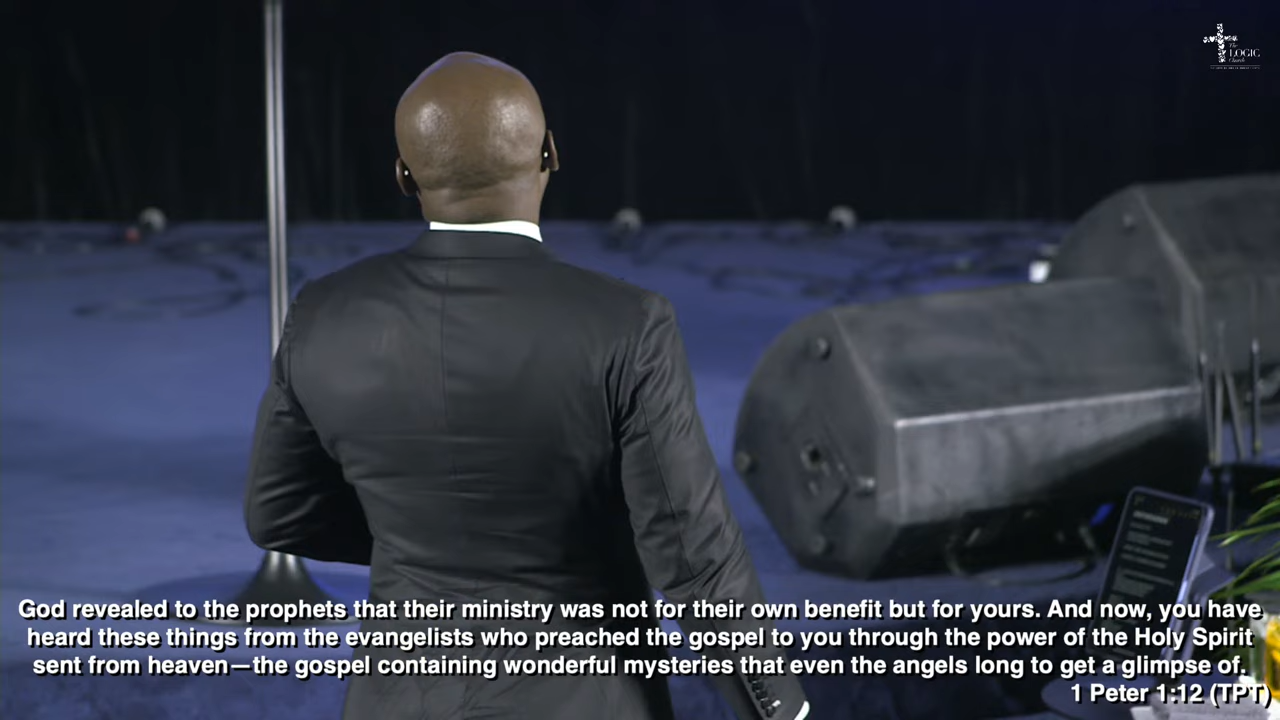 The
LOGIC
Church
God revealed to the prophets that their ministry was not for their own benefit but for yours. And now, you have
heard these things from the evangelists who preached the gospel to you through the power of the Holy Spirit
sent from heaven—the gospel containing wonderful mysteries that even the angels long to get a glimpse of.
1 Peter 1:12 (TPT)